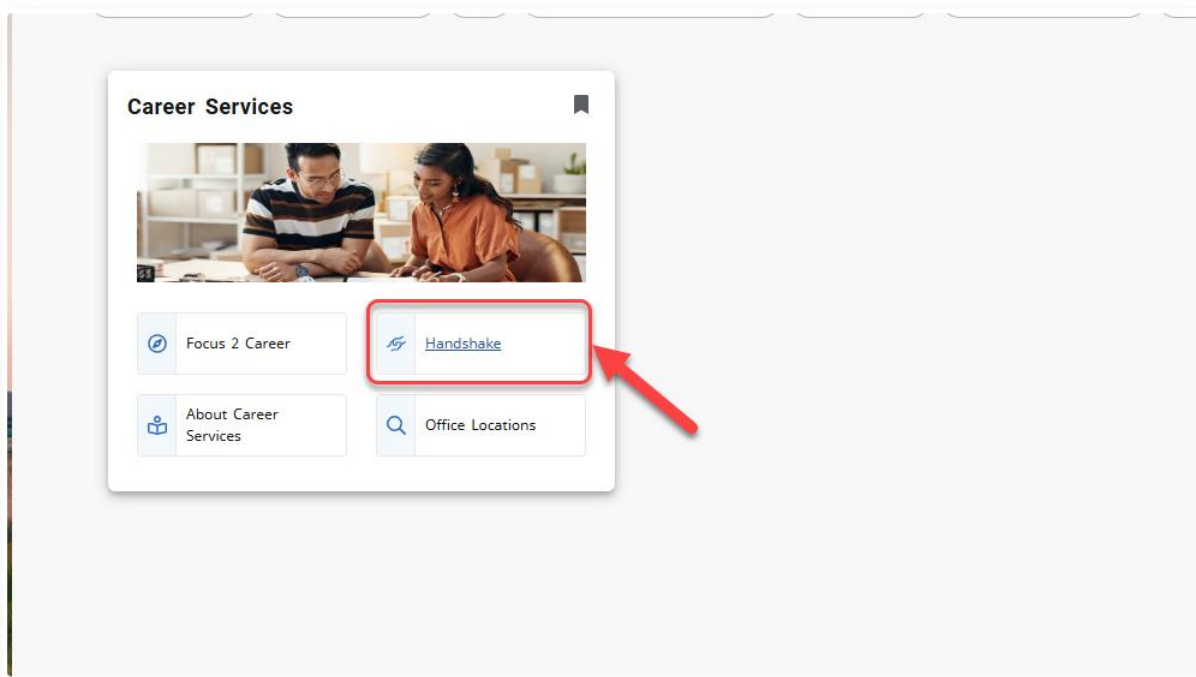 Career Services
Focus 2 Career
Handshake
About Career
Services
Office Locations